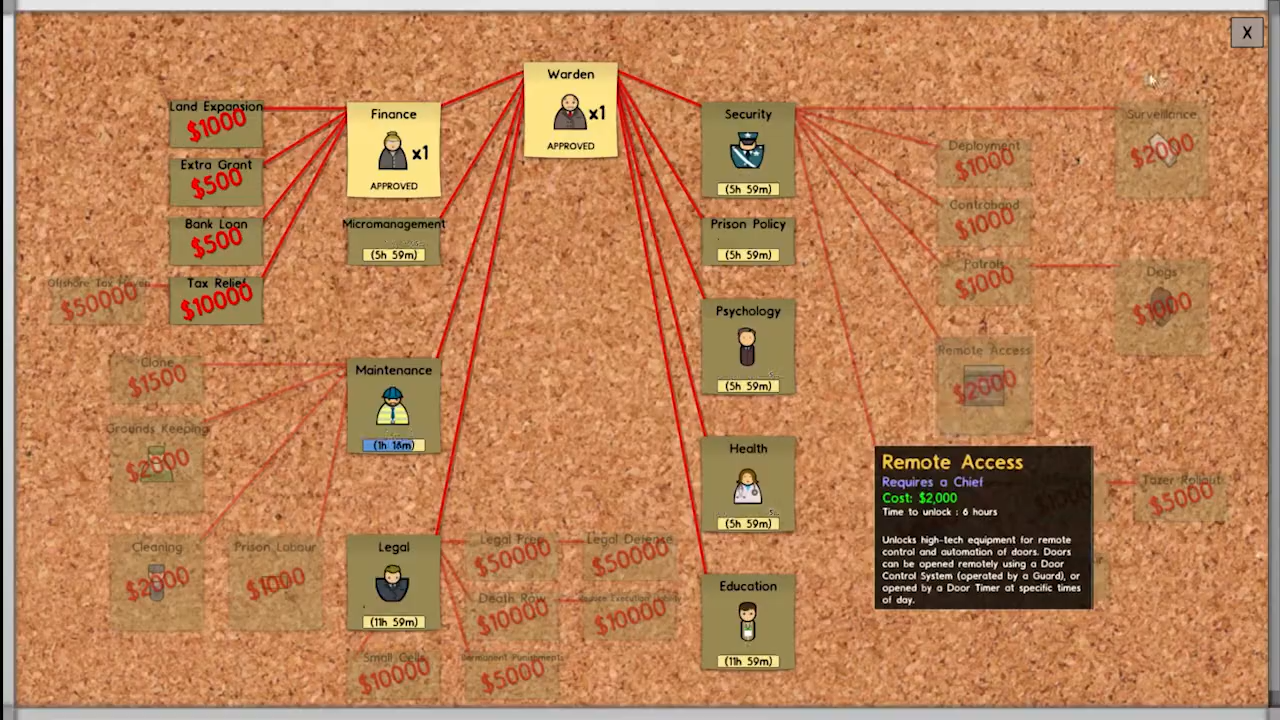 X
Warden
x1
APPROVED
Land Expansion
$1000
Finance
x1
APPROVED
Security
(5h 59m)
Surveillance
$2000
Extra Grant
$500
Deployment
$1000
Bank Loan
$500
Micromanagement
(5h 59m)
Prison Policy
(5h 59m)
Contraband
$1000
Offshore Tax Haven
$50000
Tax Relief
$10000
Patrols
$1000
Dogs
$1000
Psychology
(5h 59m)
Remote Access
$2000
Clone
$1500
Maintenance
(1h 16m)
Grounds Keeping
$2000
Health
(5h 59m)
Remote Access
Requires a Chief
Cost: $2,000
Time to unlock : 6 hours
Unlocks high-tech equipment for remote
control and automation of doors. Doors
can be opened remotely using a Door
Control System (operated by a Guard), or
opened by a Door Timer at specific times
of day.
Tazer Rollout
$5000
Cleaning
$2000
Prison Labour
$1000
Legal
(11h 59m)
Legal Prep
$50000
Legal Defense
$50000
Death Row
$10000
$10000
Education
(11h 59m)
Small Cells
$10000
Permanent Punishments
$5000